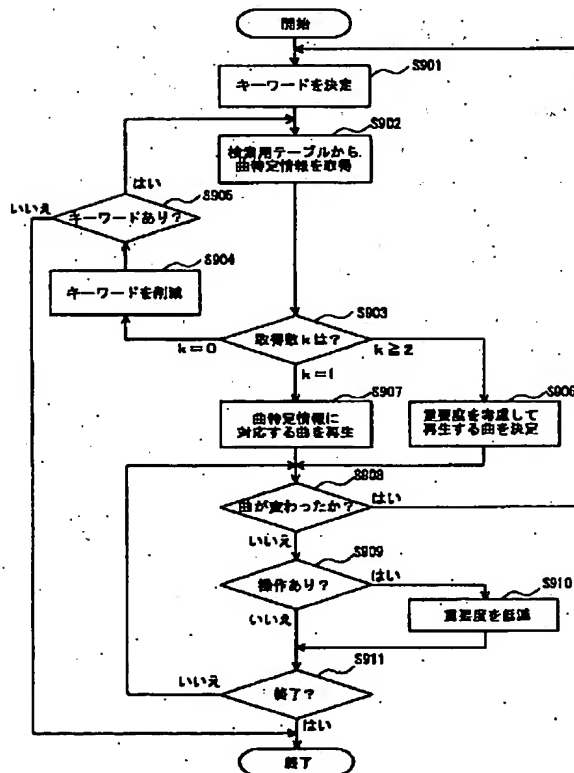 開始
S901
キーワードを決定
S902
検索用テーブルから
曲特定情報を取得
はい
S905
いいえ
キーワードあり?
S904
キーワードを削減
S903
取得数kは?
k=0
k≧2
k=1
S907
S906
曲特定情報に
対応する曲を再生
重要度を考慮して
再生する曲を決定
S908
曲が変わったか?
はい
いいえ
S909
操作あり?
はい
S910
いいえ
重要度を低減
S911
いいえ
終了?
はい
終了